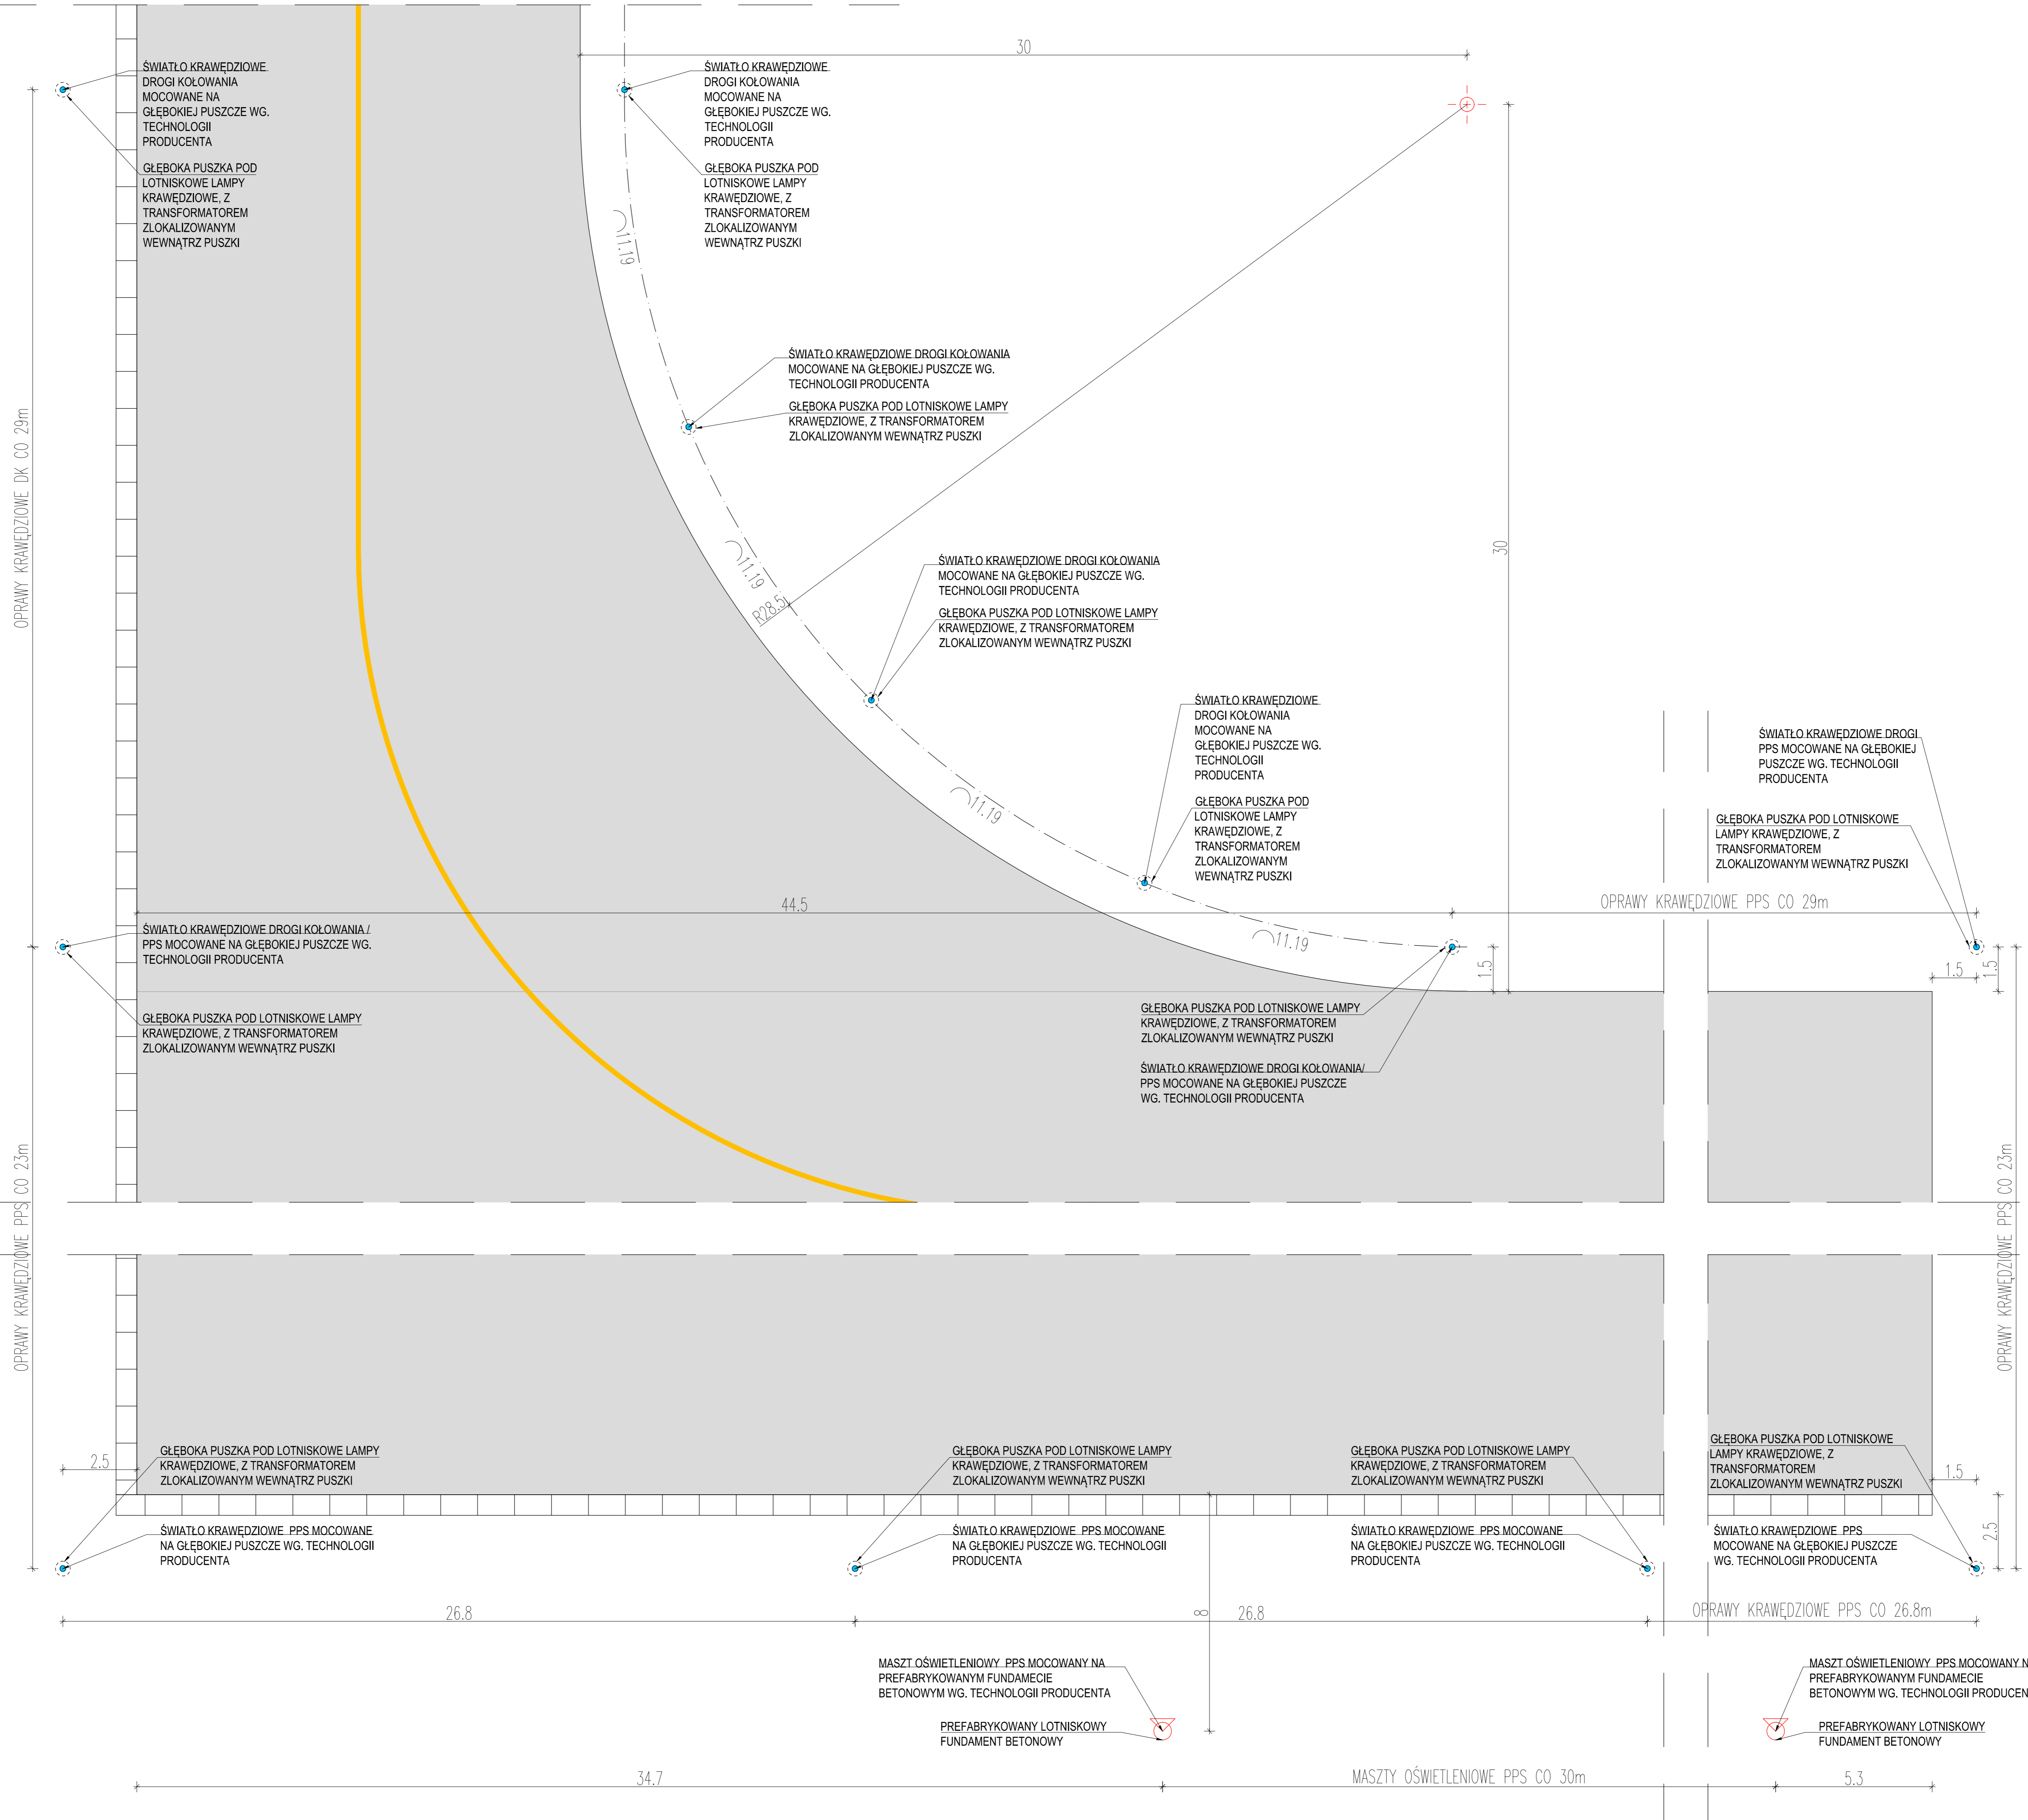 30
ŚWIATŁO KRAWĘDZIOWE
DROGI KOŁOWANIA
MOCOWANE NA
GŁĘBOKIEJ PUSZCZE WG.
TECHNOLOGII
PRODUCENTA
GŁĘBOKA PUSZKA POD
LOTNISKOWE LAMPY
KRAWĘDZIOWE, Z
TRANSFORMATOREM
ZLOKALIZOWANYM
WEWNĄTRZ PUSZKI
ŚWIATŁO KRAWĘDZIOWE
DROGI KOŁOWANIA
MOCOWANE NA
GŁĘBOKIEJ PUSZCZE WG.
TECHNOLOGII
PRODUCENTA
GŁĘBOKA PUSZKA POD
LOTNISKOWE LAMPY
KRAWĘDZIOWE, Z
TRANSFORMATOREM
ZLOKALIZOWANYM
WEWNĄTRZ PUSZKI
11.19
ŚWIATŁO KRAWĘDZIOWE DROGI KOŁOWANIA
MOCOWANE NA GŁĘBOKIEJ PUSZCZE WG.
TECHNOLOGII PRODUCENTA
GŁĘBOKA PUSZKA POD LOTNISKOWE LAMPY
KRAWĘDZIOWE, Z TRANSFORMATOREM
ZLOKALIZOWANYM WEWNĄTRZ PUSZKI
OPRAWY KRAWĘDZIOWE DK CO 29m
11.19
R28.5
30
ŚWIATŁO KRAWĘDZIOWE DROGI KOŁOWANIA
MOCOWANE NA GŁĘBOKIEJ PUSZCZE WG.
TECHNOLOGII PRODUCENTA
GŁĘBOKA PUSZKA POD LOTNISKOWE LAMPY
KRAWĘDZIOWE, Z TRANSFORMATOREM
ZLOKALIZOWANYM WEWNĄTRZ PUSZKI
ŚWIATŁO KRAWĘDZIOWE
DROGI KOŁOWANIA
MOCOWANE NA
GŁĘBOKIEJ PUSZCZE WG.
TECHNOLOGII
PRODUCENTA
GŁĘBOKA PUSZKA POD
LOTNISKOWE LAMPY
KRAWĘDZIOWE, Z
TRANSFORMATOREM
ZLOKALIZOWANYM
WEWNĄTRZ PUSZKI
ŚWIATŁO KRAWĘDZIOWE DROGI
PPS MOCOWANE NA GŁĘBOKIEJ
PUSZCZE WG. TECHNOLOGII
PRODUCENTA
GŁĘBOKA PUSZKA POD LOTNISKOWE
LAMPY KRAWĘDZIOWE, Z
TRANSFORMATOREM
ZLOKALIZOWANYM WEWNĄTRZ PUSZKI
11.19
44.5
OPRAWY KRAWĘDZIOWE PPS CO 29m
11.19
1.5
1.5
1.5
ŚWIATŁO KRAWĘDZIOWE DROGI KOŁOWANIA /
PPS MOCOWANE NA GŁĘBOKIEJ PUSZCZE WG.
TECHNOLOGII PRODUCENTA
GŁĘBOKA PUSZKA POD LOTNISKOWE LAMPY
KRAWĘDZIOWE, Z TRANSFORMATOREM
ZLOKALIZOWANYM WEWNĄTRZ PUSZKI
GŁĘBOKA PUSZKA POD LOTNISKOWE LAMPY
KRAWĘDZIOWE, Z TRANSFORMATOREM
ZLOKALIZOWANYM WEWNĄTRZ PUSZKI
ŚWIATŁO KRAWĘDZIOWE DROGI KOŁOWANIA/
PPS MOCOWANE NA GŁĘBOKIEJ PUSZCZE
WG. TECHNOLOGII PRODUCENTA
OPRAWY KRAWĘDZIOWE PPS CO 23m
OPRAWY KRAWĘDZIOWE PPS CO 23m
2.5
GŁĘBOKA PUSZKA POD LOTNISKOWE LAMPY
KRAWĘDZIOWE, Z TRANSFORMATOREM
ZLOKALIZOWANYM WEWNĄTRZ PUSZKI
GŁĘBOKA PUSZKA POD LOTNISKOWE LAMPY
KRAWĘDZIOWE, Z TRANSFORMATOREM
ZLOKALIZOWANYM WEWNĄTRZ PUSZKI
GŁĘBOKA PUSZKA POD LOTNISKOWE LAMPY
KRAWĘDZIOWE, Z TRANSFORMATOREM
ZLOKALIZOWANYM WEWNĄTRZ PUSZKI
GŁĘBOKA PUSZKA POD LOTNISKOWE
LAMPY KRAWĘDZIOWE, Z
TRANSFORMATOREM
ZLOKALIZOWANYM WEWNĄTRZ PUSZKI
1.5
2.5
ŚWIATŁO KRAWĘDZIOWE PPS MOCOWANE
NA GŁĘBOKIEJ PUSZCZE WG. TECHNOLOGII
PRODUCENTA
ŚWIATŁO KRAWĘDZIOWE PPS MOCOWANE
NA GŁĘBOKIEJ PUSZCZE WG. TECHNOLOGII
PRODUCENTA
ŚWIATŁO KRAWĘDZIOWE PPS MOCOWANE
NA GŁĘBOKIEJ PUSZCZE WG. TECHNOLOGII
PRODUCENTA
ŚWIATŁO KRAWĘDZIOWE PPS
MOCOWANE NA GŁĘBOKIEJ PUSZCZE
WG. TECHNOLOGII PRODUCENTA
26.8
8
26.8
OPRAWY KRAWĘDZIOWE PPS CO 26.8m
MASZT OŚWIETLENIOWY PPS MOCOWANY NA
PREFABRYKOWANYM FUNDAMECIE
BETONOWYM WG. TECHNOLOGII PRODUCENTA
PREFABRYKOWANY LOTNISKOWY
FUNDAMENT BETONOWY
MASZT OŚWIETLENIOWY PPS MOCOWANY N
PREFABRYKOWANYM FUNDAMECIE
BETONOWYM WG. TECHNOLOGII PRODUCEN
PREFABRYKOWANY LOTNISKOWY
FUNDAMENT BETONOWY
34.7
MASZTY OŚWIETLENIOWE PPS CO 30m
5.3